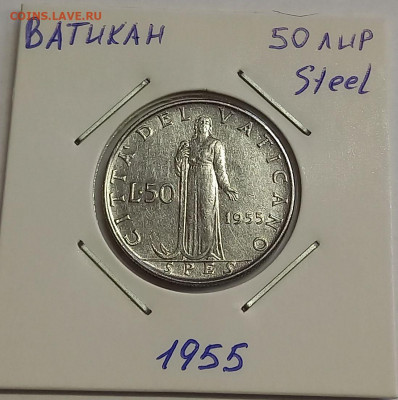 COINS.LAVE.RU
ВАТИКАН 50 ЛИР
Steel
CITTA DEL VATICANO
L·50
1955
SPES
1955